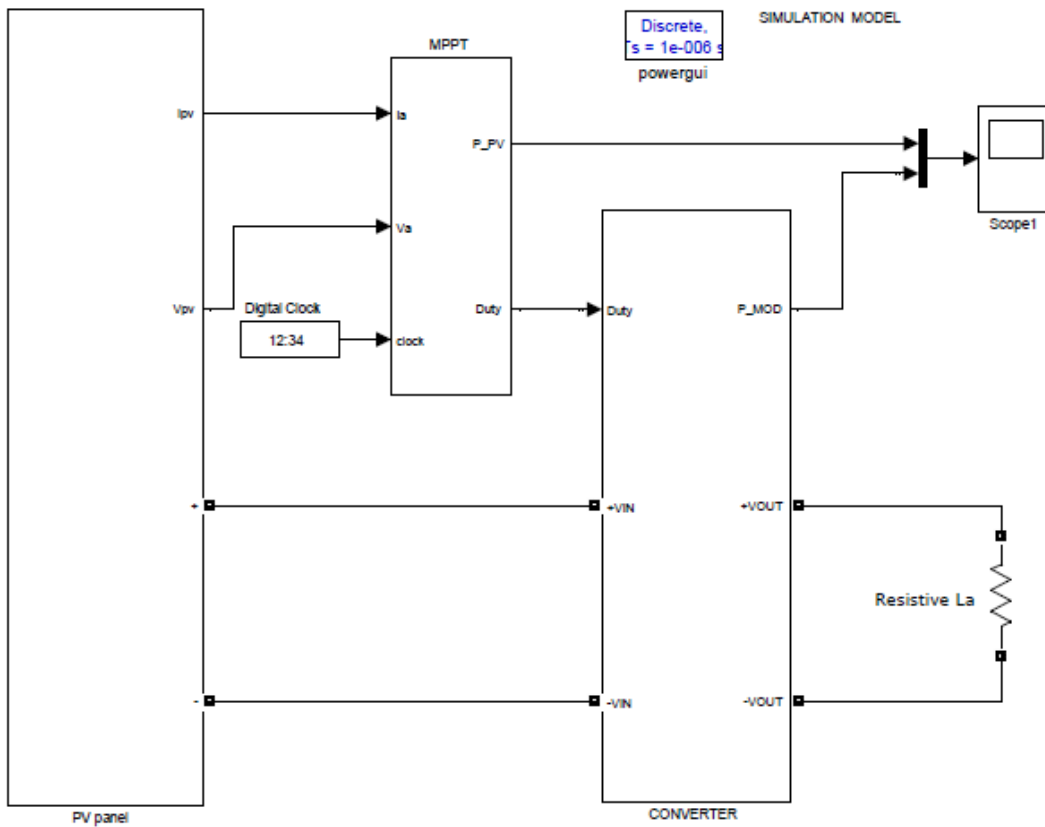 SIMULATION MODEL
Discrete,
s = 1e-006 s
powergui
MPPT
Ipv
Ia
P_PV
Scope1
Vpv
Va
Digital Clock
12:34
clock
Duty
Duty
P_MOD
+
+VIN
+VOUT
Resistive La
-
-VIN
-VOUT
PV panel
CONVERTER